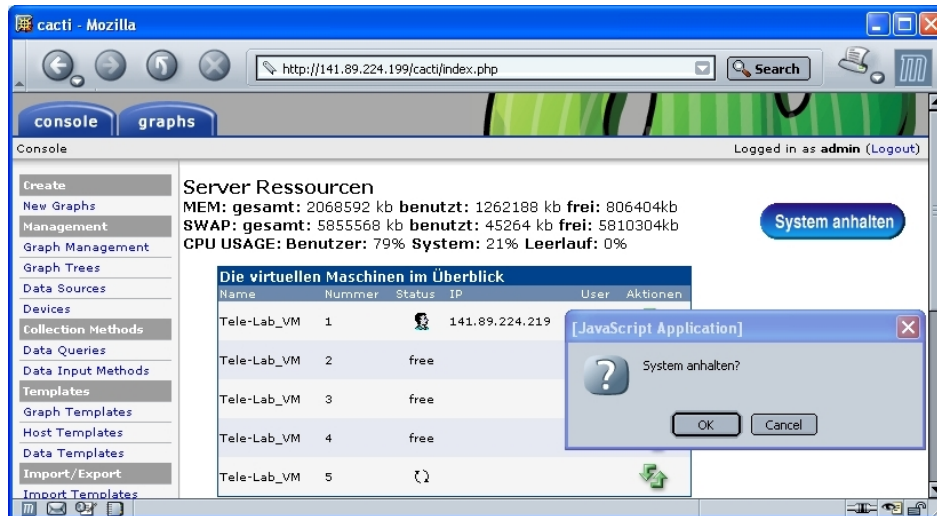 cacti - Mozilla
http://141.89.224.199/cacti/index.php
Search
console graphs
Console
Logged in as admin (Logout)
Create
New Graphs
Management
Graph Management
Graph Trees
Data Sources
Devices
Collection Methods
Data Queries
Data Input Methods
Templates
Graph Templates
Host Templates
Data Templates
Import/Export
Import Templates
Server Ressourcen
MEM: gesamt: 2068592 kb benutzt: 1262188 kb frei: 806404kb
SWAP: gesamt: 5855568 kb benutzt: 45264 kb frei: 5810304kb
CPU USAGE: Benutzer: 79% System: 21% Leerlauf: 0%
System anhalten
Die virtuellen Maschinen im Überblick
Name Nummer Status IP User Aktionen
Tele-Lab_VM 1 141.89.224.219
Tele-Lab_VM 2 free
Tele-Lab_VM 3 free
Tele-Lab_VM 4 free
Tele-Lab_VM 5
[JavaScript Application]
System anhalten?
OK Cancel